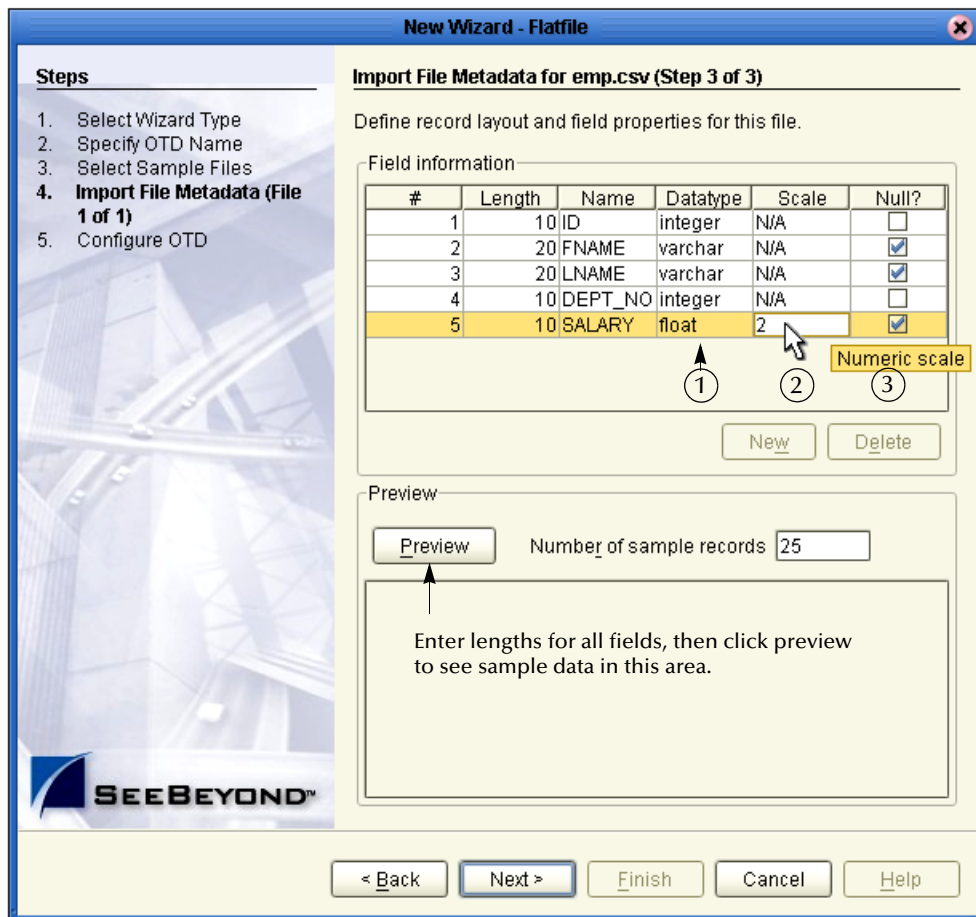 New Wizard - Flatfile
Steps
1. Select Wizard Type
2. Specify OTD Name
3. Select Sample Files
4. Import File Metadata (File
1 of 1)
5. Configure OTD
SEEBEYOND™
Import File Metadata for emp.csv (Step 3 of 3)
Define record layout and field properties for this file.
Field information
# Length Name Datatype Scale Null?
1 10 ID integer N/A
2 20 FNAME varchar N/A
3 20 LNAME varchar N/A
4 10 DEPT_NO integer N/A
5 10 SALARY float 2
Numeric scale
1 2 3
New Delete
Preview
Preview Number of sample records 25
Enter lengths for all fields, then click preview
to see sample data in this area.
< Back Next > Finish Cancel Help